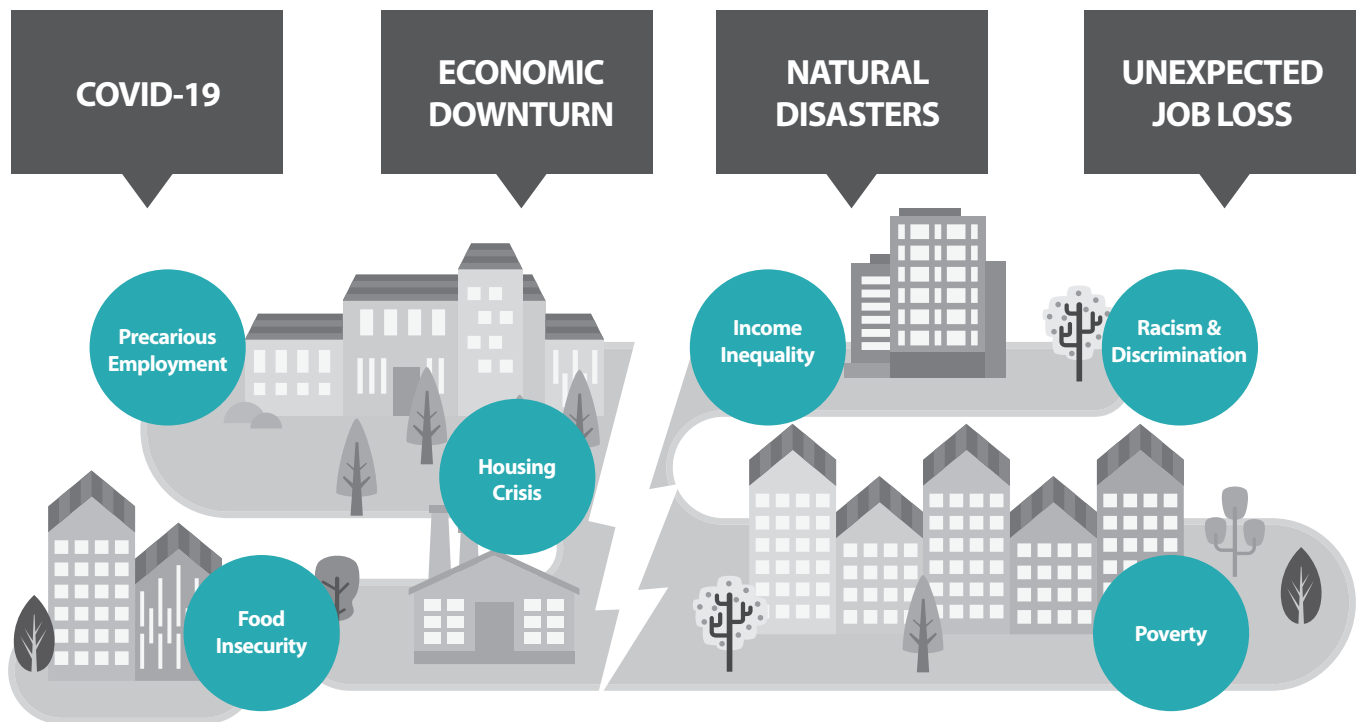 COVID-19
ECONOMIC
DOWNTURN
NATURAL
DISASTERS
UNEXPECTED
JOB LOSS
Precarious
Employment
Income
Inequality
Racism &
Discrimination
Housing
Crisis
Food
Insecurity
Poverty